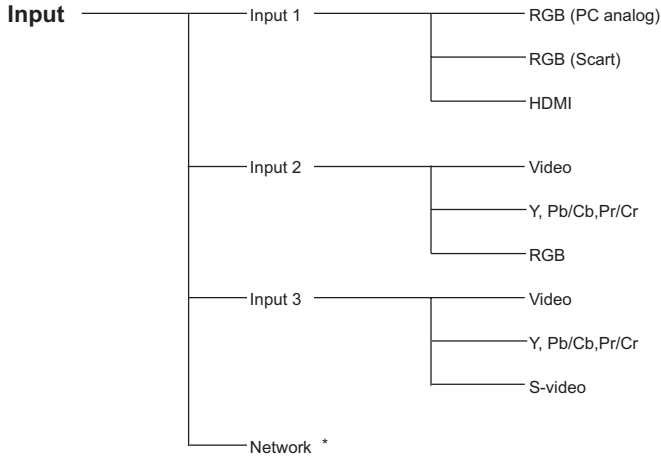 Input
Input 1
RGB (PC analog)
RGB (Scart)
HDMI
Input 2
Video
Y, Pb/Cb,Pr/Cr
RGB
Input 3
Video
Y, Pb/Cb,Pr/Cr
S-video
Network *